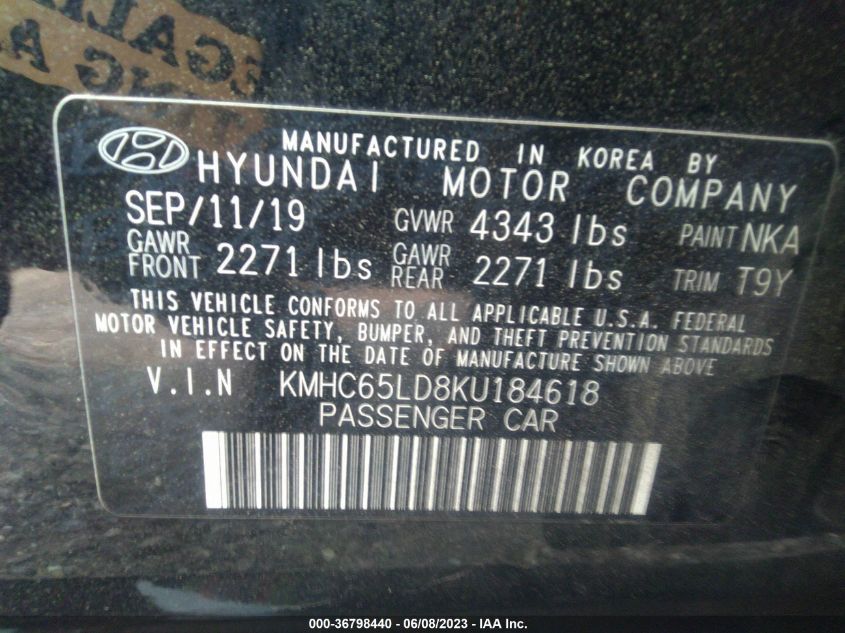 MANUFACTURED IN KOREA BY
HYUNDAI MOTOR COMPANY
SEP/11/19 GVWR 4343 lbs PAINT NKA
GAWR FRONT 2271 lbs GAWR REAR 2271 lbs TRIM T9Y
THIS VEHICLE CONFORMS TO ALL APPLICABLE U.S.A. FEDERAL
MOTOR VEHICLE SAFETY, BUMPER, AND THEFT PREVENTION STANDARDS
IN EFFECT ON THE DATE OF MANUFACTURE SHOWN ABOVE
V.I.N KMHC65LD8KU184618
PASSENGER CAR
000-36798440 - 06/08/2023 - IAA Inc.